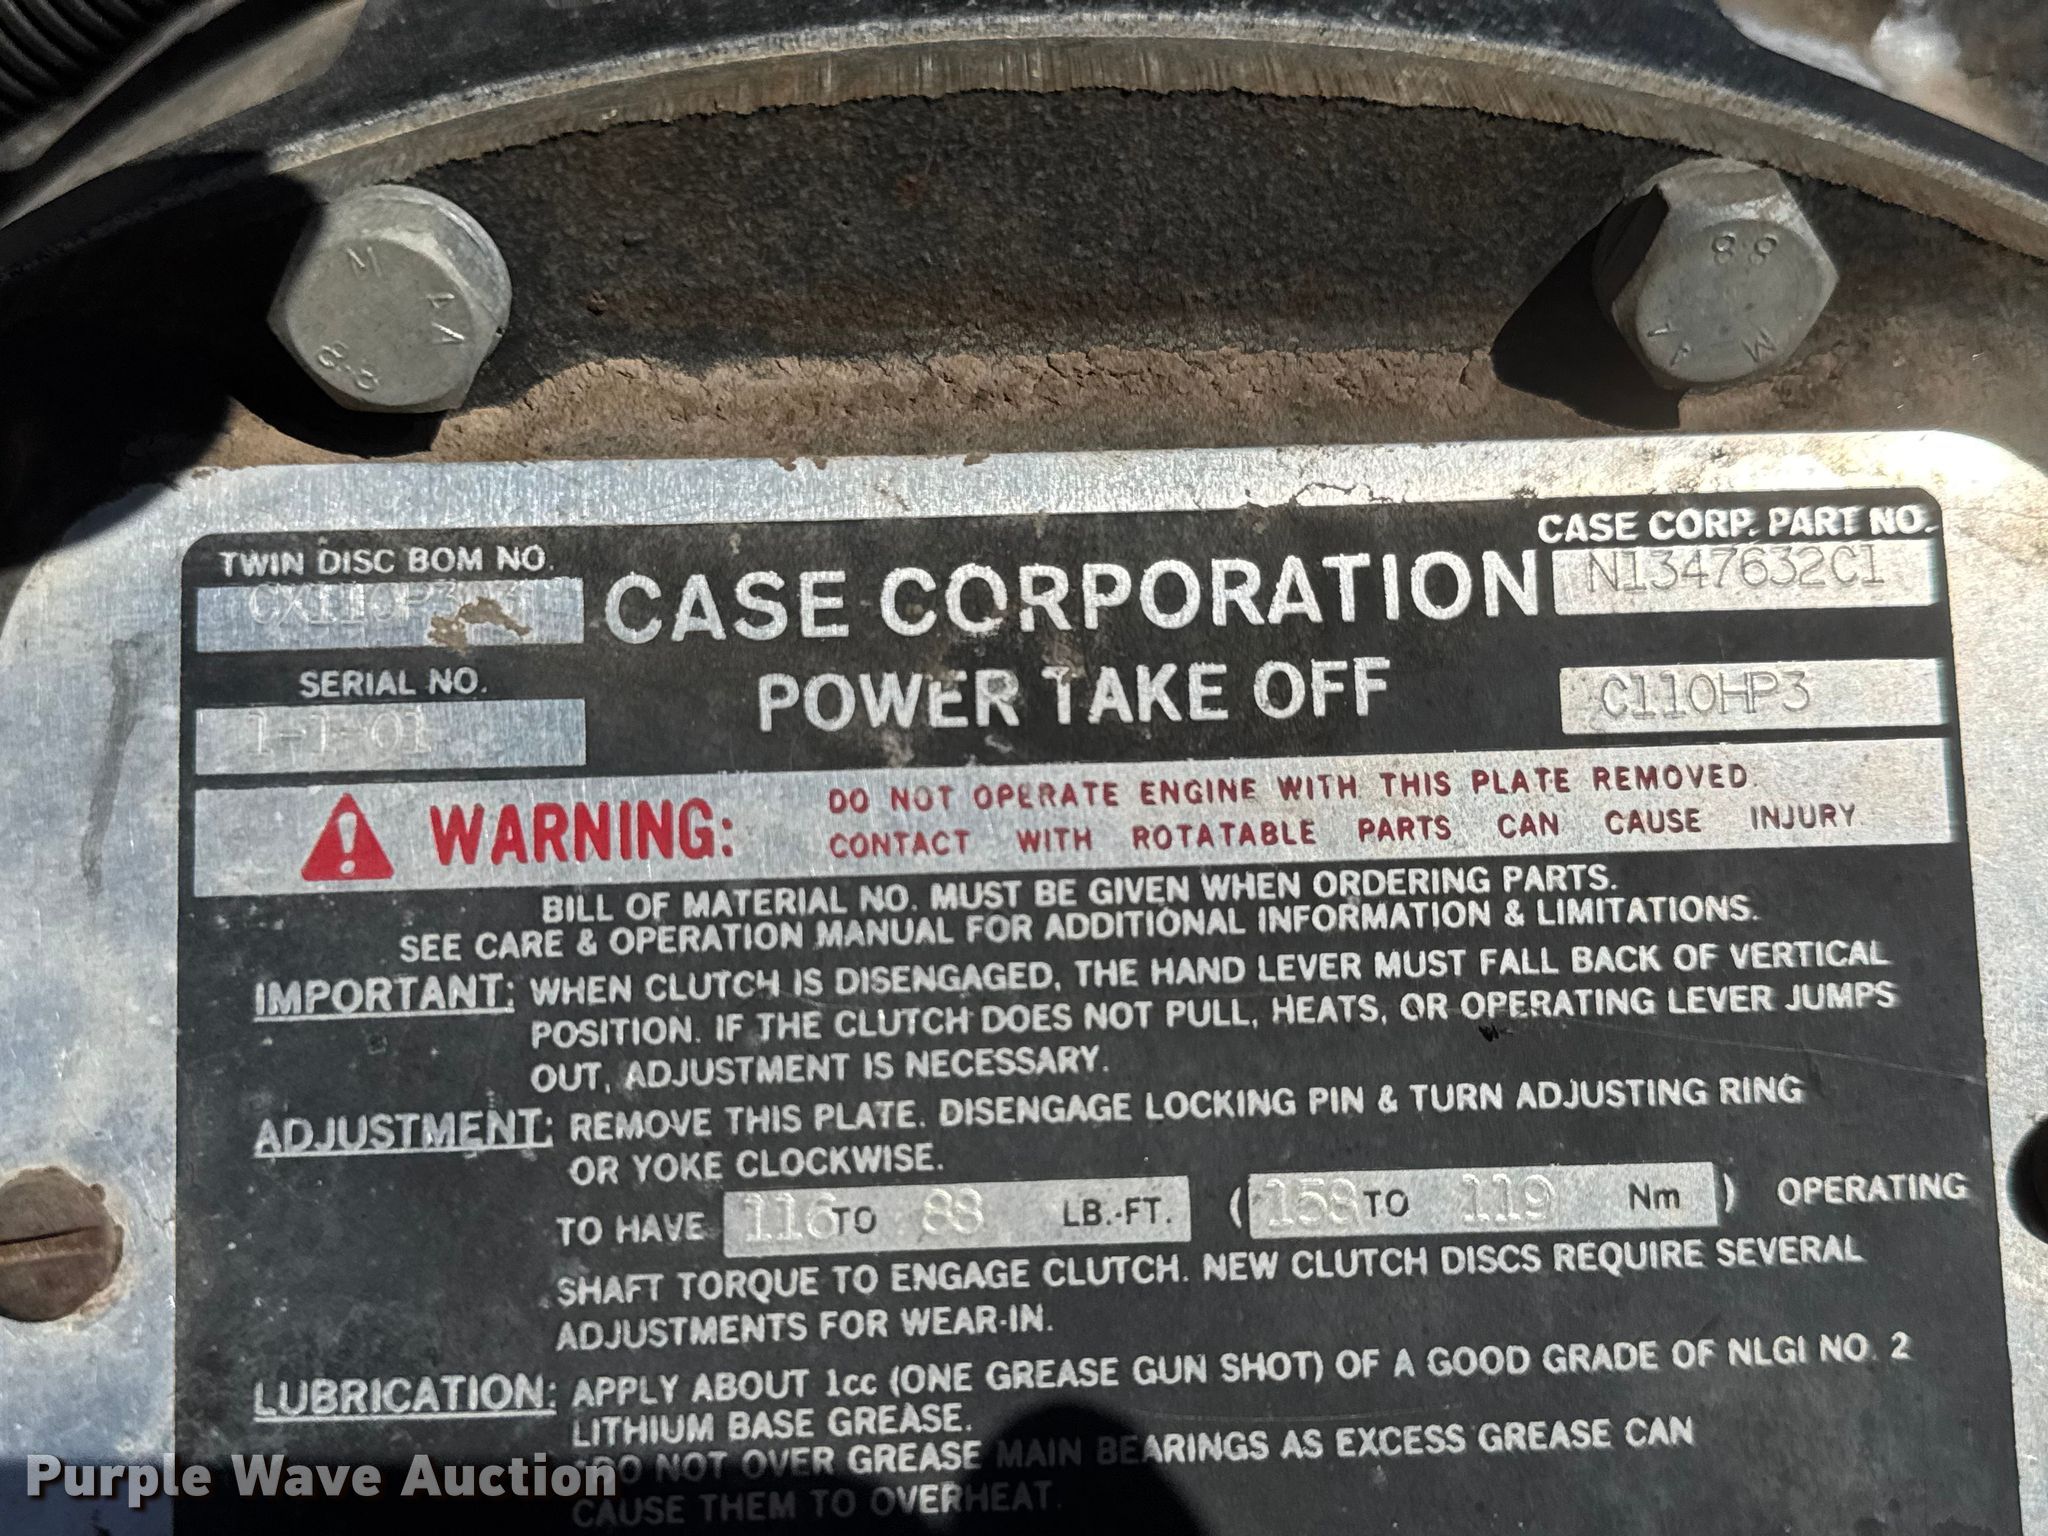 M
A A
8.8
8.8
M
A A
TWIN DISC BOM NO.
CASE CORPORATION
CASE CORP. PART NO.
N1347632C1
SERIAL NO.
1-1-01
POWER TAKE OFF
C110HP3
WARNING:
DO NOT OPERATE ENGINE WITH THIS PLATE REMOVED.
CONTACT WITH ROTATABLE PARTS CAN CAUSE INJURY.
BILL OF MATERIAL NO. MUST BE GIVEN WHEN ORDERING PARTS.
SEE CARE & OPERATION MANUAL FOR ADDITIONAL INFORMATION & LIMITATIONS.
IMPORTANT: WHEN CLUTCH IS DISENGAGED, THE HAND LEVER MUST FALL BACK OF VERTICAL
POSITION. IF THE CLUTCH DOES NOT PULL, HEATS, OR OPERATING LEVER JUMPS
OUT, ADJUSTMENT IS NECESSARY.
ADJUSTMENT: REMOVE THIS PLATE. DISENGAGE LOCKING PIN & TURN ADJUSTING RING
OR YOKE CLOCKWISE.
TO HAVE 116 TO 88 LB.-FT. (158 TO 119 Nm) OPERATING
SHAFT TORQUE TO ENGAGE CLUTCH. NEW CLUTCH DISCS REQUIRE SEVERAL
ADJUSTMENTS FOR WEAR-IN.
LUBRICATION: APPLY ABOUT 1cc (ONE GREASE GUN SHOT) OF A GOOD GRADE OF NLGI NO. 2
LITHIUM BASE GREASE.
*DO NOT OVER GREASE MAIN BEARINGS AS EXCESS GREASE CAN
CAUSE THEM TO OVERHEAT.
Purple Wave Auction